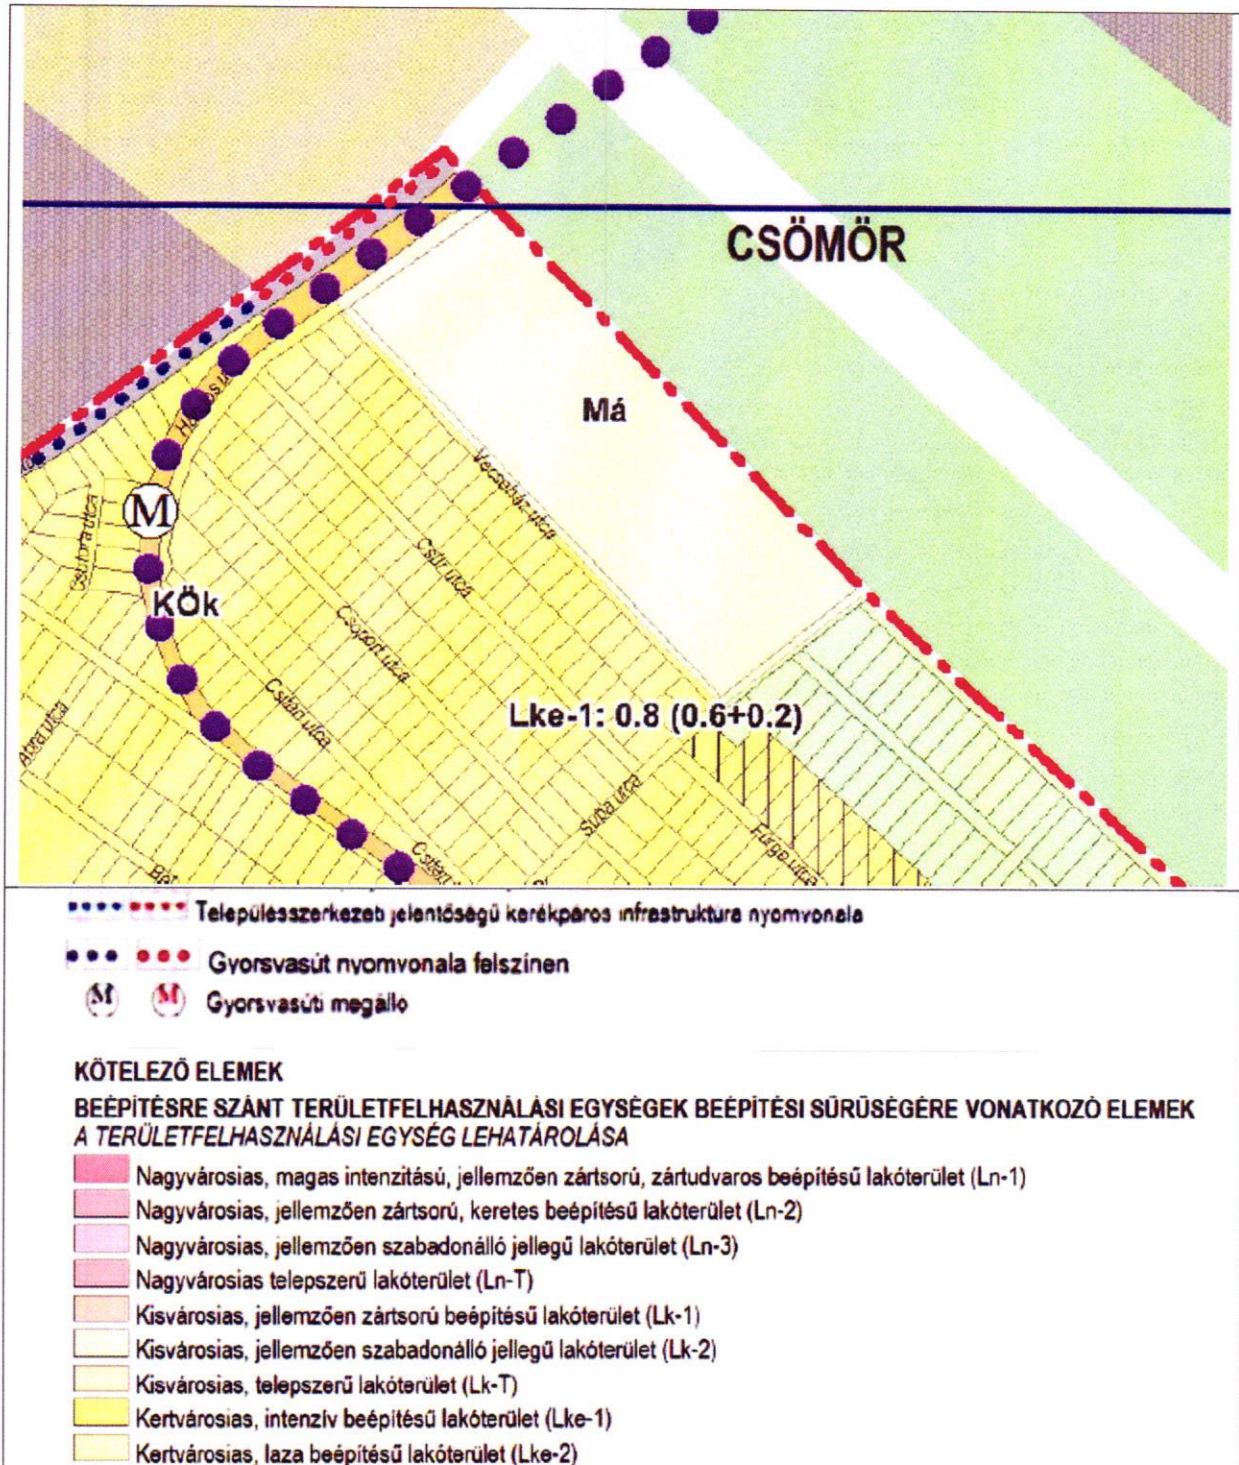 CSÖMÖR
Má
Vecseház utca
M
Csűr utca
KÖk
Csutora utca
Csoport utca
Csitári utca
Lke-1: 0.8 (0.6+0.2)
Ábra utca
Suba utca
Fürge utca
Településszerkezeti jelentőségű kerékpáros infrastruktúra nyomvonala
Gyorsvasút nyomvonala felszínen
M M Gyorsvasúti megálló
KÖTELEZŐ ELEMEK
BEÉPÍTÉSRE SZÁNT TERÜLETFELHASZNÁLÁSI EGYSÉGEK BEÉPÍTÉSI SŰRŰSÉGÉRE VONATKOZÓ ELEMEK
A TERÜLETFELHASZNÁLÁSI EGYSÉG LEHATÁROLÁSA
Nagyvárosias, magas intenzitású, jellemzően zártsorú, zártudvaros beépítésű lakóterület (Ln-1)
Nagyvárosias, jellemzően zártsorú, keretes beépítésű lakóterület (Ln-2)
Nagyvárosias, jellemzően szabadonálló jellegű lakóterület (Ln-3)
Nagyvárosias telepszerű lakóterület (Ln-T)
Kisvárosias, jellemzően zártsorú beépítésű lakóterület (Lk-1)
Kisvárosias, jellemzően szabadonálló jellegű lakóterület (Lk-2)
Kisvárosias, telepszerű lakóterület (Lk-T)
Kertvárosias, intenzív beépítésű lakóterület (Lke-1)
Kertvárosias, laza beépítésű lakóterület (Lke-2)